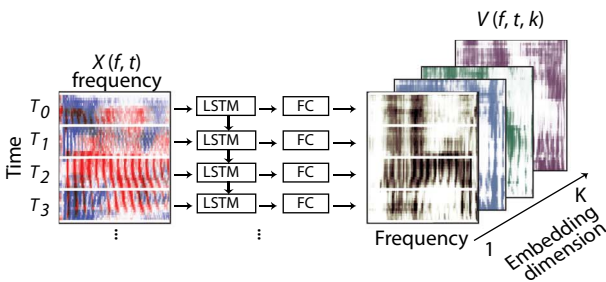 X (f, t)
frequency
V (f, t, k)
Time
T0
LSTM
FC
T1
LSTM
FC
T2
LSTM
FC
T3
LSTM
FC
⋮
⋮
Frequency
1
K
Embedding
dimension